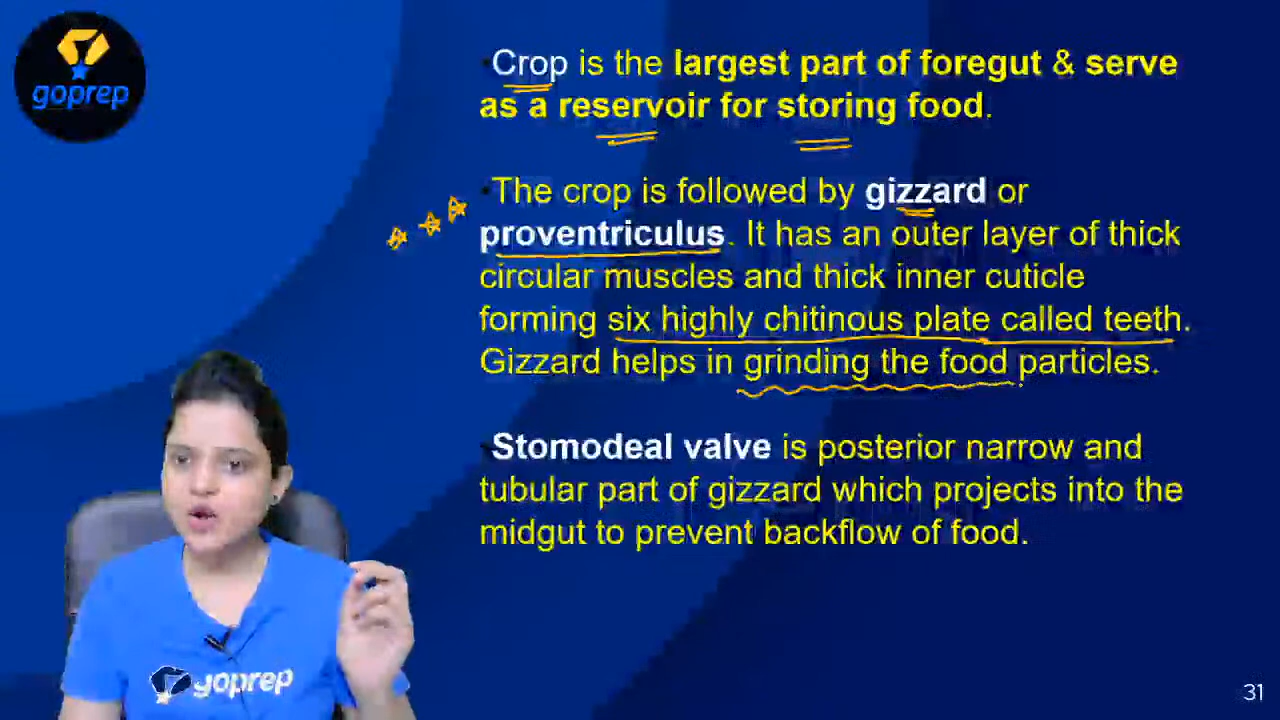 goprep
Crop is the largest part of foregut & serve
as a reservoir for storing food.
The crop is followed by gizzard or
proventriculus. It has an outer layer of thick
circular muscles and thick inner cuticle
forming six highly chitinous plate called teeth.
Gizzard helps in grinding the food particles.
Stomodeal valve is posterior narrow and
tubular part of gizzard which projects into the
midgut to prevent backflow of food.
goprep
31